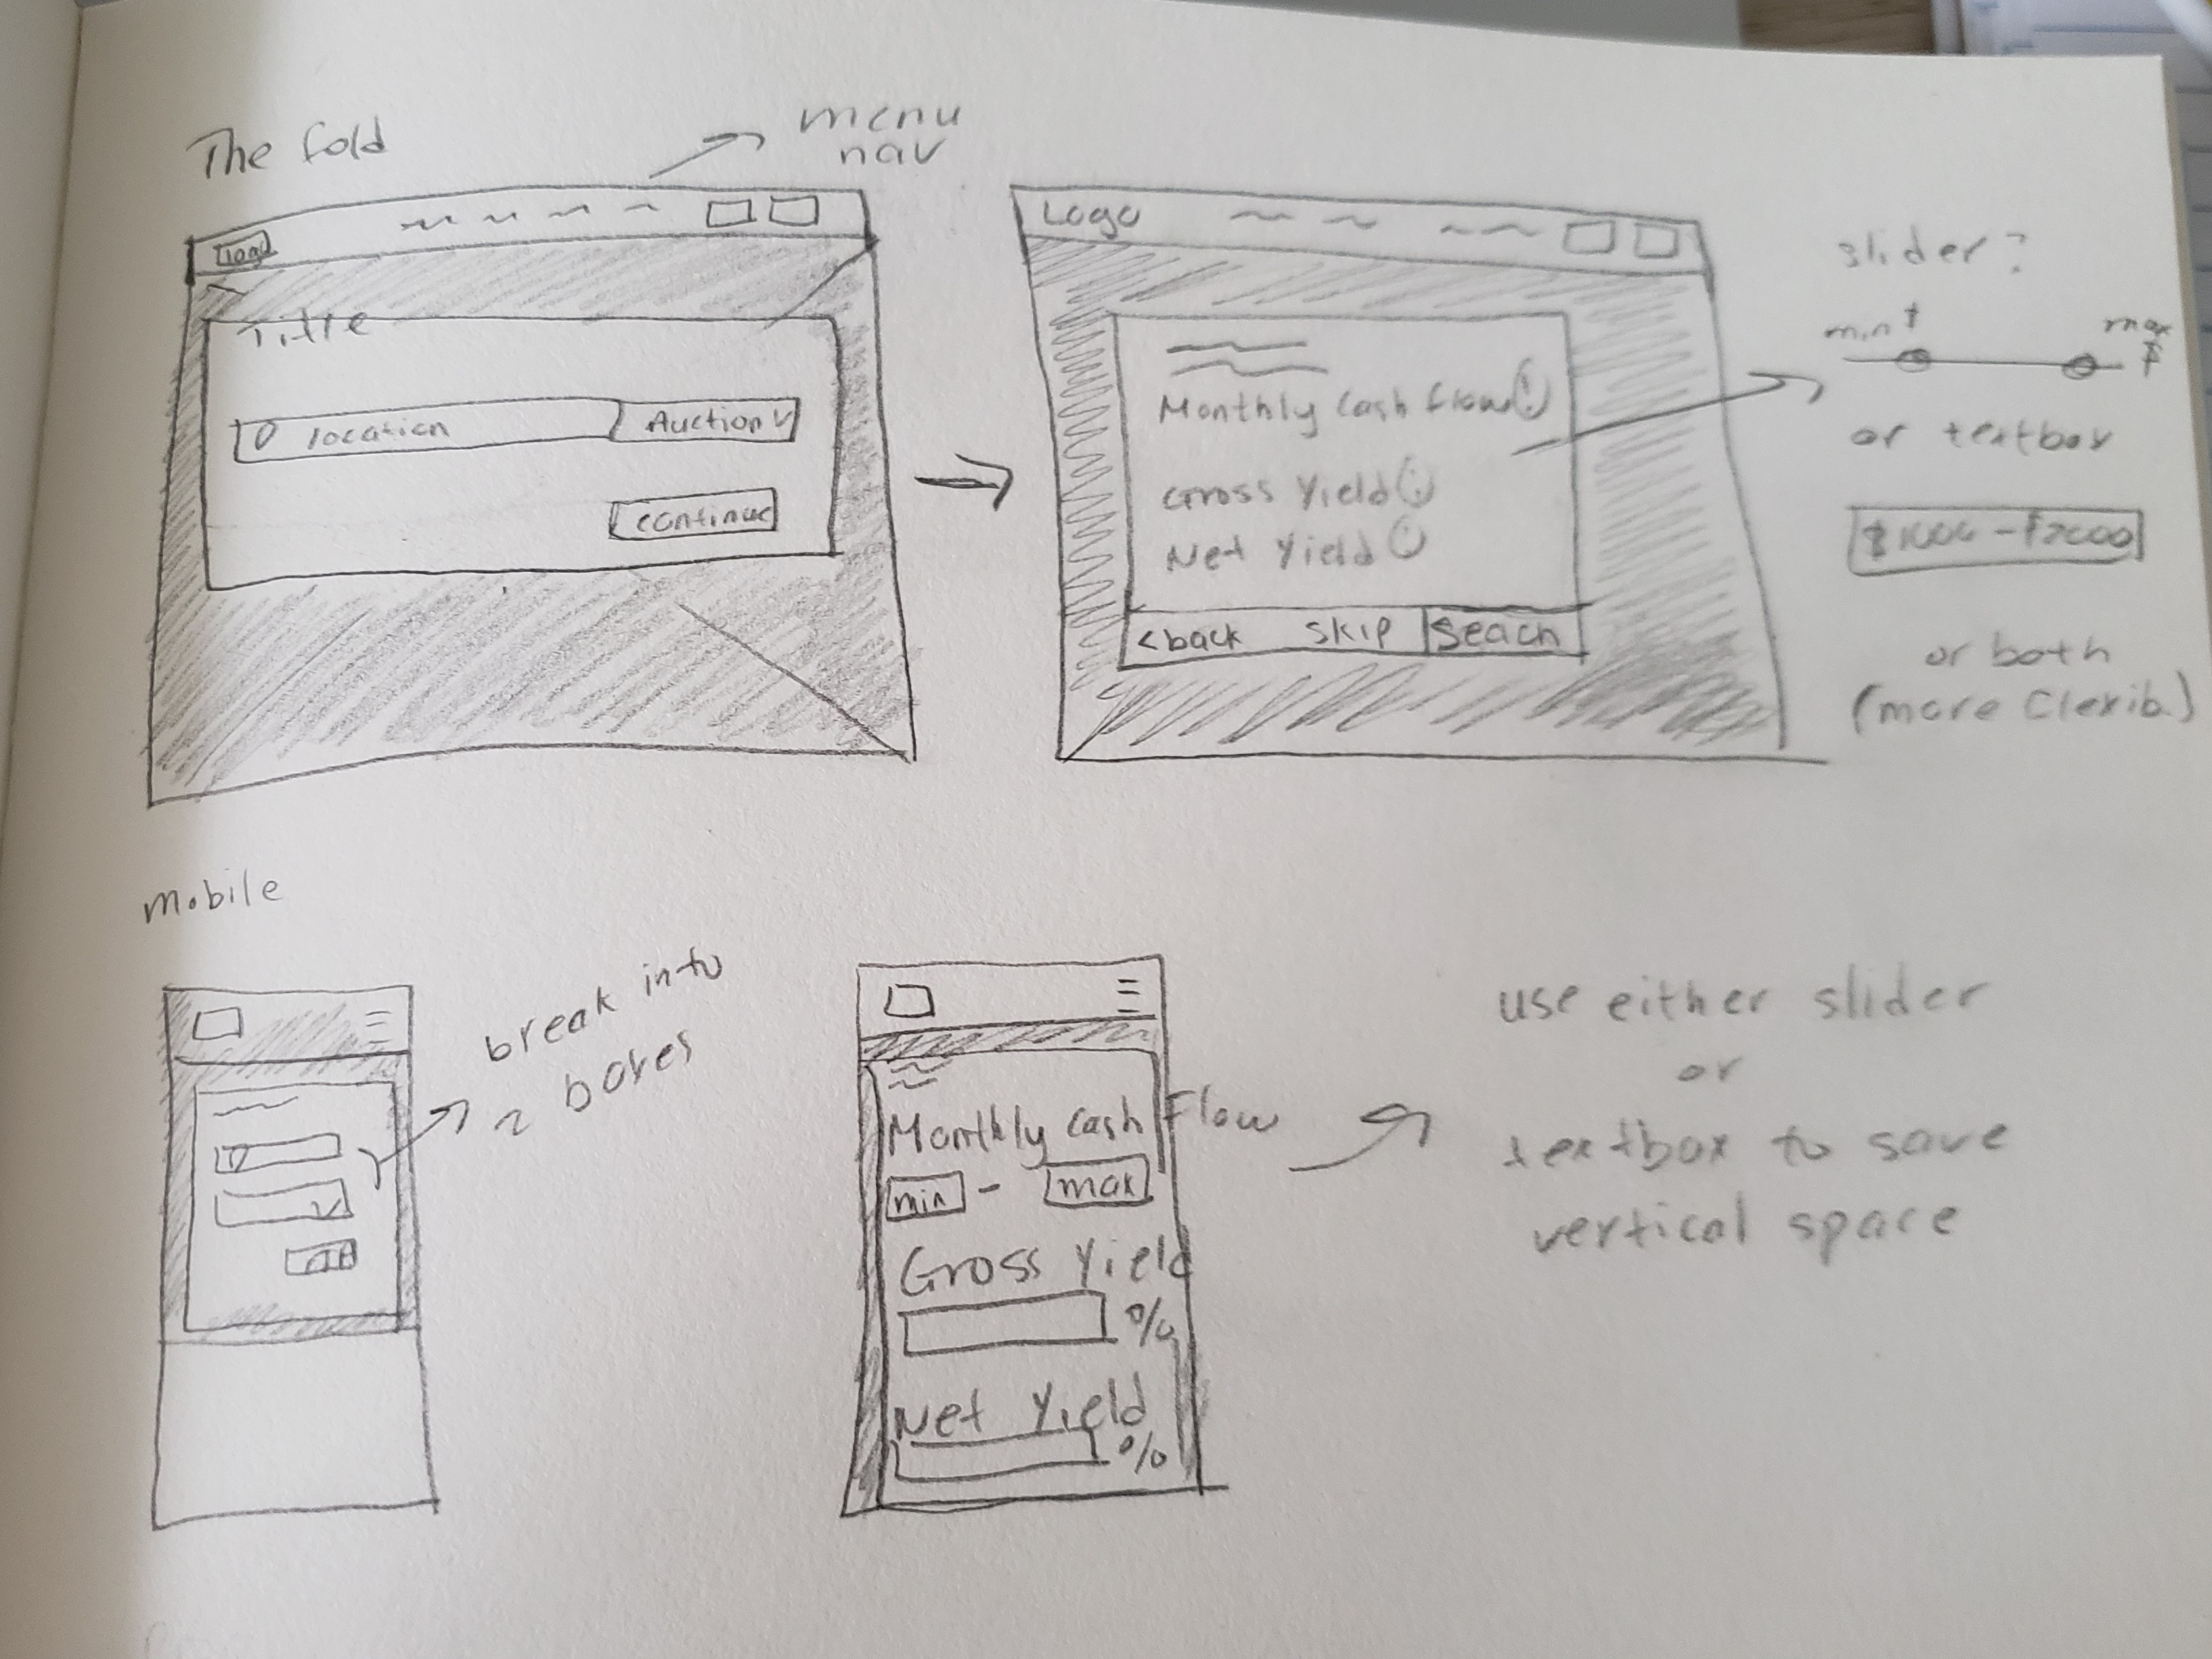 The fold
menu
nav
logo
Title
location
Auction
continue
Logo
Monthly Cash flow
Gross Yield
Net Yield
<back skip Seach
slider?
min $
max
$
or textbox
$1000 - $2000
or both
(more flexib.)
mobile
break into
2 boxes
Monthly Cash Flow
min - max
Gross Yield
%
Net Yield
%
use either slider
or
textbox to save
vertical space